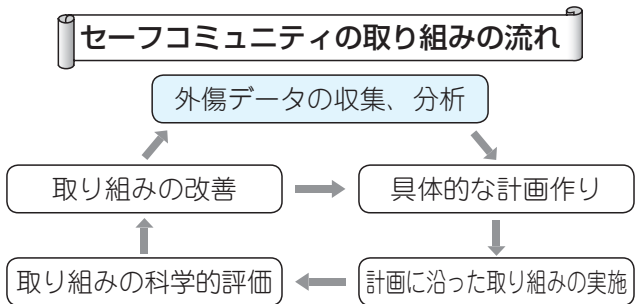 セーフコミュニティの取り組みの流れ
外傷データの収集、分析
取り組みの改善
具体的な計画作り
取り組みの科学的評価
計画に沿った取り組みの実施